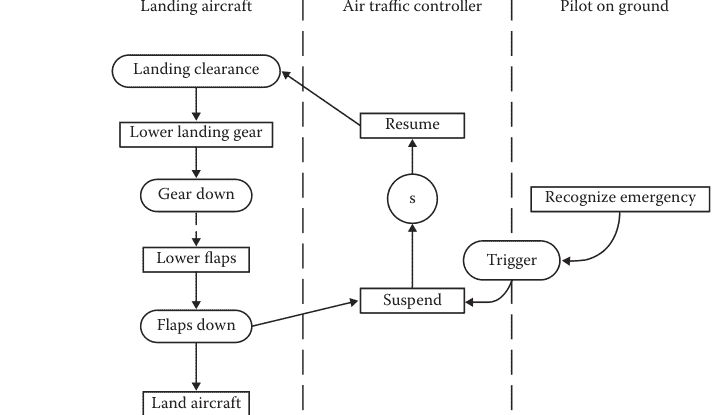 Landing aircraft
Air traffic controller
Pilot on ground
Landing clearance
Resume
Lower landing gear
Gear down
s
Recognize emergency
Lower flaps
Trigger
Suspend
Flaps down
Land aircraft